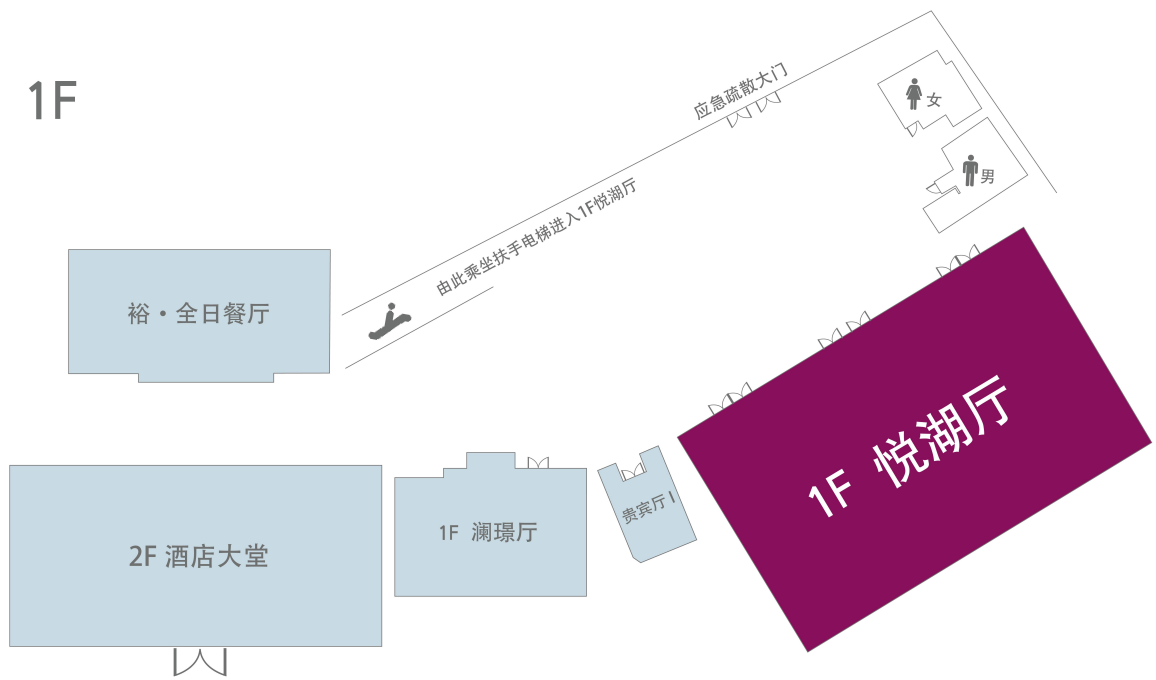 1F
应急疏散大门
女
男
由此乘坐扶手电梯进入1F悦湖厅
裕·全日餐厅
1F 悦湖厅
贵宾厅 I
1F 澜璟厅
2F 酒店大堂